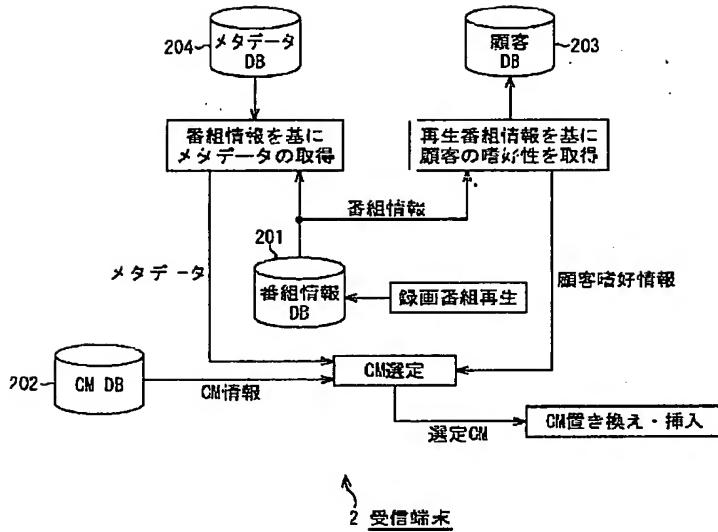 204
メタデータ
DB
顧客
DB
203
番組情報を基に
メタデータの取得
再生番組情報を基に
顧客の嗜好性を取得
番組情報
201
メタデータ
番組情報
DB
録画番組再生
顧客嗜好情報
202
CM DB
CM情報
CM選定
選定CM
CM置き換え・挿入
2 受信端末